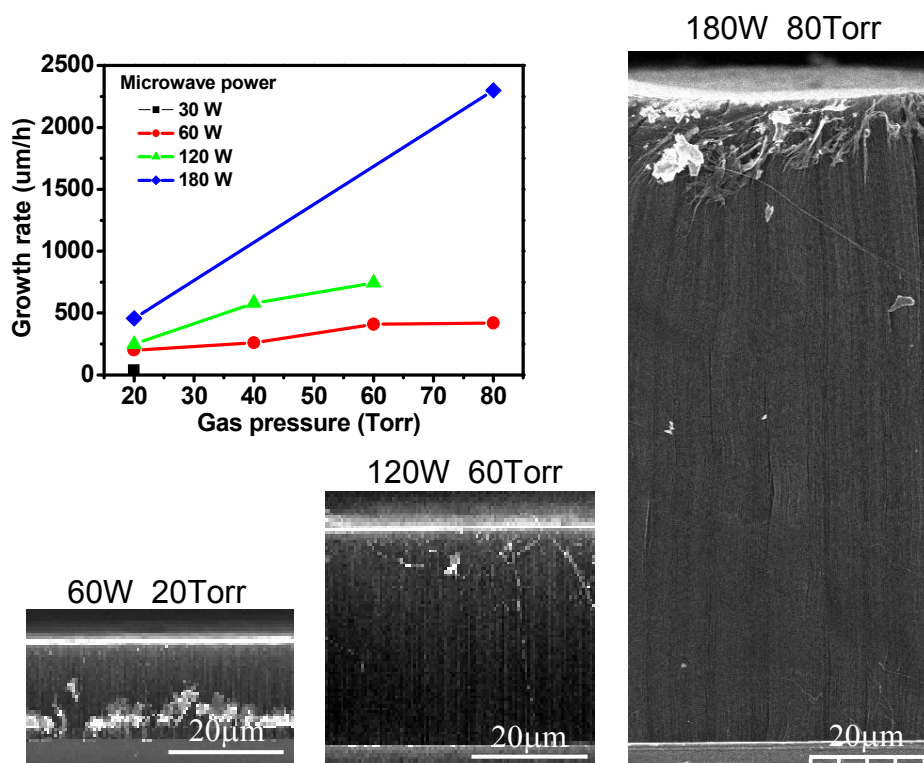 180W 80Torr
2500
2000
1500
1000
500
0
Growth rate (um/h)
Microwave power
30 W
60 W
120 W
180 W
20 30 40 50 60 70 80
Gas pressure (Torr)
120W 60Torr
60W 20Torr
20μm
20μm
20μm